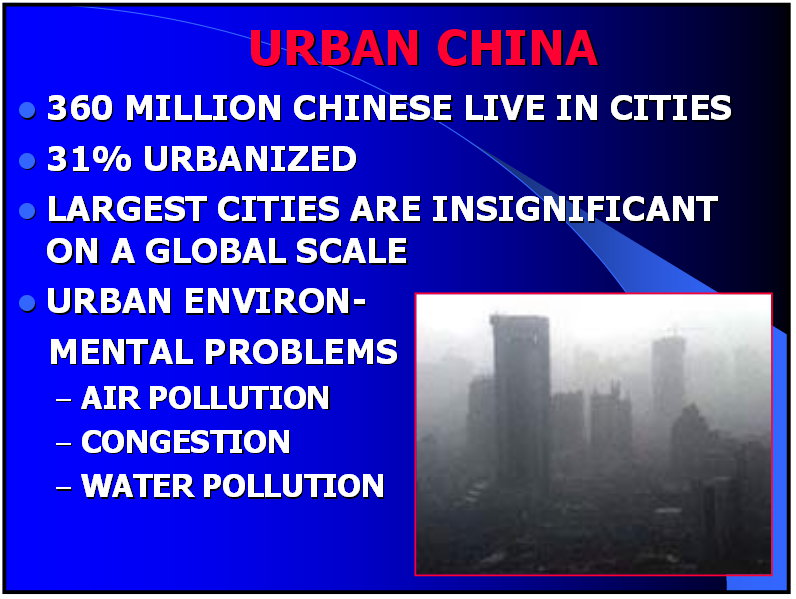 URBAN CHINA
360 MILLION CHINESE LIVE IN CITIES
31% URBANIZED
LARGEST CITIES ARE INSIGNIFICANT
ON A GLOBAL SCALE
URBAN ENVIRON-
MENTAL PROBLEMS
– AIR POLLUTION
– CONGESTION
– WATER POLLUTION